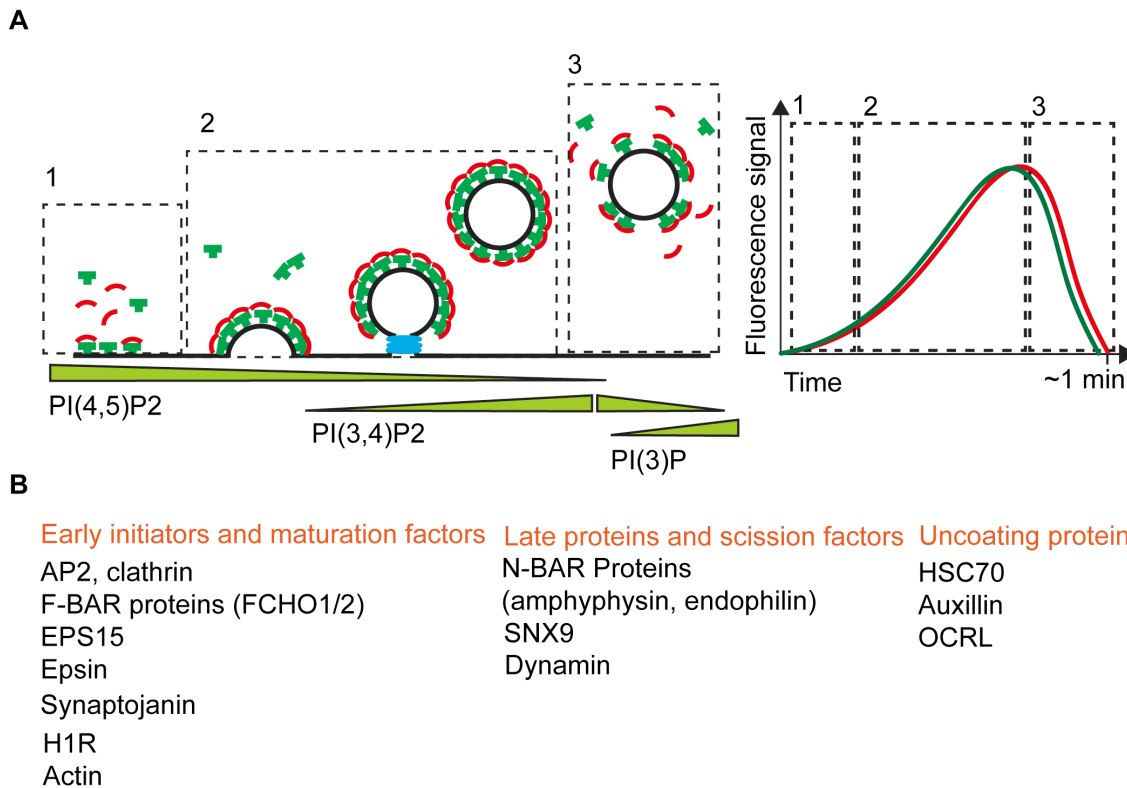 A
1
2
3
PI(4,5)P2
PI(3,4)P2
PI(3)P
Fluorescence signal
1
2
3
Time
~1 min
B
Early initiators and maturation factors
AP2, clathrin
F-BAR proteins (FCHO1/2)
EPS15
Epsin
Synaptojanin
H1R
Actin
Late proteins and scission factors
N-BAR Proteins
(amphyphysin, endophilin)
SNX9
Dynamin
Uncoating protein
HSC70
Auxillin
OCRL